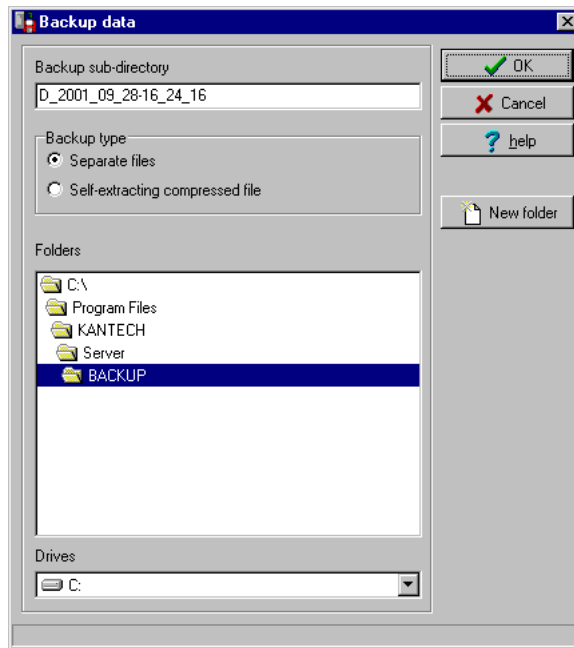 Backup data
Backup sub-directory
D_2001_09_28-16_24_16
Backup type
Separate files
Self-extracting compressed file
Folders
C:\
Program Files
KANTECH
Server
BACKUP
Drives
C:
OK
Cancel
help
New folder